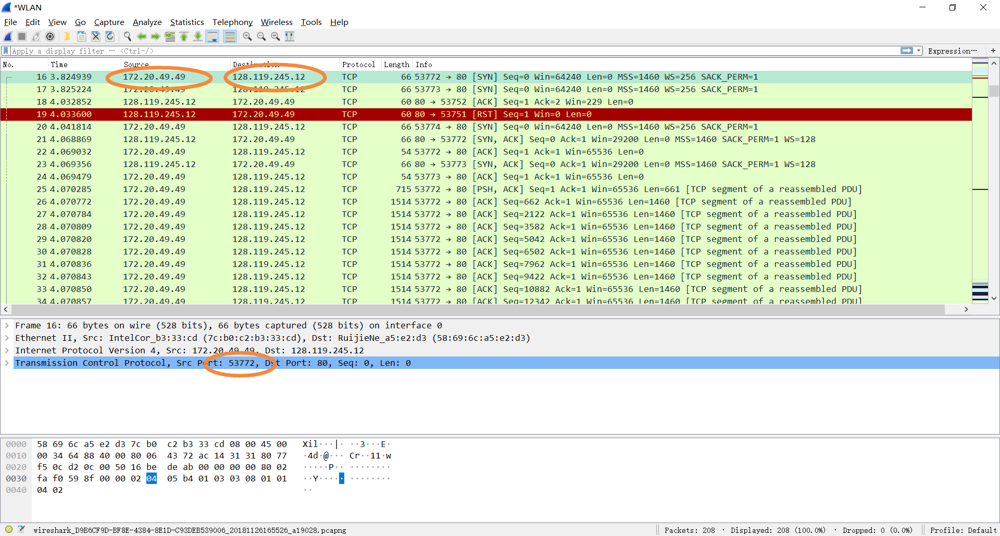 *WLAN
File Edit View Go Capture Analyze Statistics Telephony Wireless Tools Help
Apply a display filter … <Ctrl-/> Expression… +
No. Time Source Destination Protocol Length Info
16 3.824939 172.20.49.49 128.119.245.12 TCP 66 53772 → 80 [SYN] Seq=0 Win=64240 Len=0 MSS=1460 WS=256 SACK_PERM=1
17 3.825224 172.20.49.49 128.119.245.12 TCP 66 53773 → 80 [SYN] Seq=0 Win=64240 Len=0 MSS=1460 WS=256 SACK_PERM=1
18 4.032852 128.119.245.12 172.20.49.49 TCP 60 80 → 53752 [ACK] Seq=1 Ack=2 Win=229 Len=0
19 4.033600 128.119.245.12 172.20.49.49 TCP 60 80 → 53751 [RST] Seq=1 Win=0 Len=0
20 4.041814 172.20.49.49 128.119.245.12 TCP 66 53774 → 80 [SYN] Seq=0 Win=64240 Len=0 MSS=1460 WS=256 SACK_PERM=1
21 4.068869 128.119.245.12 172.20.49.49 TCP 66 80 → 53772 [SYN, ACK] Seq=0 Ack=1 Win=29200 Len=0 MSS=1460 SACK_PERM=1 WS=128
22 4.069032 172.20.49.49 128.119.245.12 TCP 54 53772 → 80 [ACK] Seq=1 Ack=1 Win=65536 Len=0
23 4.069356 128.119.245.12 172.20.49.49 TCP 66 80 → 53773 [SYN, ACK] Seq=0 Ack=1 Win=29200 Len=0 MSS=1460 SACK_PERM=1 WS=128
24 4.069479 172.20.49.49 128.119.245.12 TCP 54 53773 → 80 [ACK] Seq=1 Ack=1 Win=65536 Len=0
25 4.070285 172.20.49.49 128.119.245.12 TCP 715 53772 → 80 [PSH, ACK] Seq=1 Ack=1 Win=65536 Len=661 [TCP segment of a reassembled PDU]
26 4.070772 172.20.49.49 128.119.245.12 TCP 1514 53772 → 80 [ACK] Seq=662 Ack=1 Win=65536 Len=1460 [TCP segment of a reassembled PDU]
27 4.070784 172.20.49.49 128.119.245.12 TCP 1514 53772 → 80 [ACK] Seq=2122 Ack=1 Win=65536 Len=1460 [TCP segment of a reassembled PDU]
28 4.070809 172.20.49.49 128.119.245.12 TCP 1514 53772 → 80 [ACK] Seq=3582 Ack=1 Win=65536 Len=1460 [TCP segment of a reassembled PDU]
29 4.070820 172.20.49.49 128.119.245.12 TCP 1514 53772 → 80 [ACK] Seq=5042 Ack=1 Win=65536 Len=1460 [TCP segment of a reassembled PDU]
30 4.070828 172.20.49.49 128.119.245.12 TCP 1514 53772 → 80 [ACK] Seq=6502 Ack=1 Win=65536 Len=1460 [TCP segment of a reassembled PDU]
31 4.070836 172.20.49.49 128.119.245.12 TCP 1514 53772 → 80 [ACK] Seq=7962 Ack=1 Win=65536 Len=1460 [TCP segment of a reassembled PDU]
32 4.070843 172.20.49.49 128.119.245.12 TCP 1514 53772 → 80 [ACK] Seq=9422 Ack=1 Win=65536 Len=1460 [TCP segment of a reassembled PDU]
33 4.070850 172.20.49.49 128.119.245.12 TCP 1514 53772 → 80 [ACK] Seq=10882 Ack=1 Win=65536 Len=1460 [TCP segment of a reassembled PDU]
34 4.070857 172.20.49.49 128.119.245.12 TCP 1514 53772 → 80 [ACK] Seq=12342 Ack=1 Win=65536 Len=1460 [TCP segment of a reassembled PDU]
Frame 16: 66 bytes on wire (528 bits), 66 bytes captured (528 bits) on interface 0
Ethernet II, Src: IntelCor_b3:33:cd (7c:b0:c2:b3:33:cd), Dst: RuijieNe_a5:e2:d3 (58:69:6c:a5:e2:d3)
Internet Protocol Version 4, Src: 172.20.49.49, Dst: 128.119.245.12
Transmission Control Protocol, Src Port: 53772, Dst Port: 80, Seq: 0, Len: 0
0000 58 69 6c a5 e2 d3 7c b0 c2 b3 33 cd 08 00 45 00 Xil···|· ··3···E·
0010 00 34 64 88 40 00 80 06 43 72 ac 14 31 31 80 77 ·4d·@··· Cr··11·w
0020 f5 0c d2 0c 00 50 16 be de ab 00 00 00 00 80 02 ·····P·· ········
0030 fa f0 59 8f 00 00 02 04 05 b4 01 03 03 08 01 01 ··Y····· ········
0040 04 02 ··
wireshark_D9B6CF9D-BF8E-4384-8E1D-C93DEB539006_20181126165526_a19028.pcapng Packets: 208 · Displayed: 208 (100.0%) · Dropped: 0 (0.0%) Profile: Default